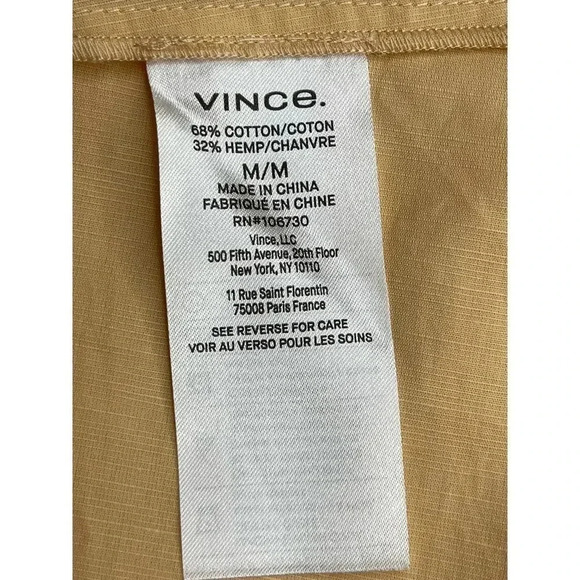 VINCe.
68% COTTON/COTON
32% HEMP/CHANVRE
M/M
MADE IN CHINA
FABRIQUÉ EN CHINE
RN#106730
Vince, LLC
500 Fifth Avenue, 20th Floor
New York, NY 10110
11 Rue Saint Florentin
75008 Paris France
SEE REVERSE FOR CARE
VOIR AU VERSO POUR LES SOINS